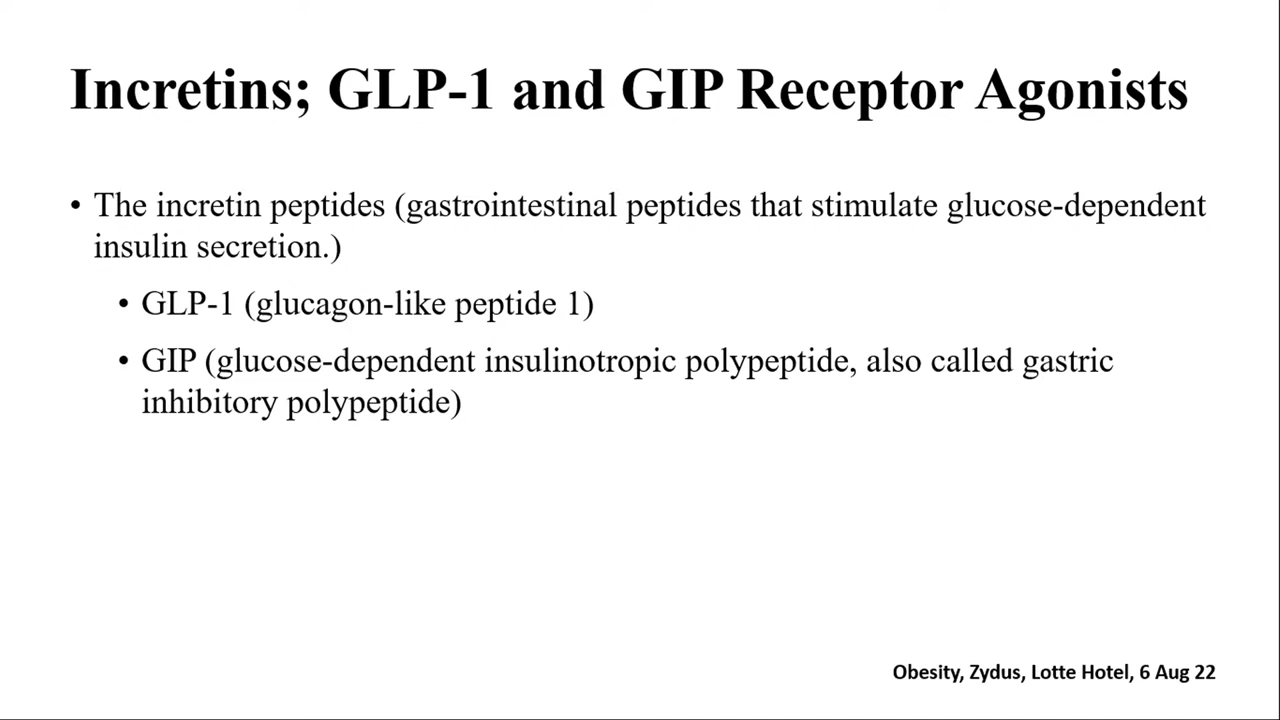 Incretins; GLP-1 and GIP Receptor Agonists
• The incretin peptides (gastrointestinal peptides that stimulate glucose-dependent
insulin secretion.)
• GLP-1 (glucagon-like peptide 1)
• GIP (glucose-dependent insulinotropic polypeptide, also called gastric
inhibitory polypeptide)
Obesity, Zydus, Lotte Hotel, 6 Aug 22